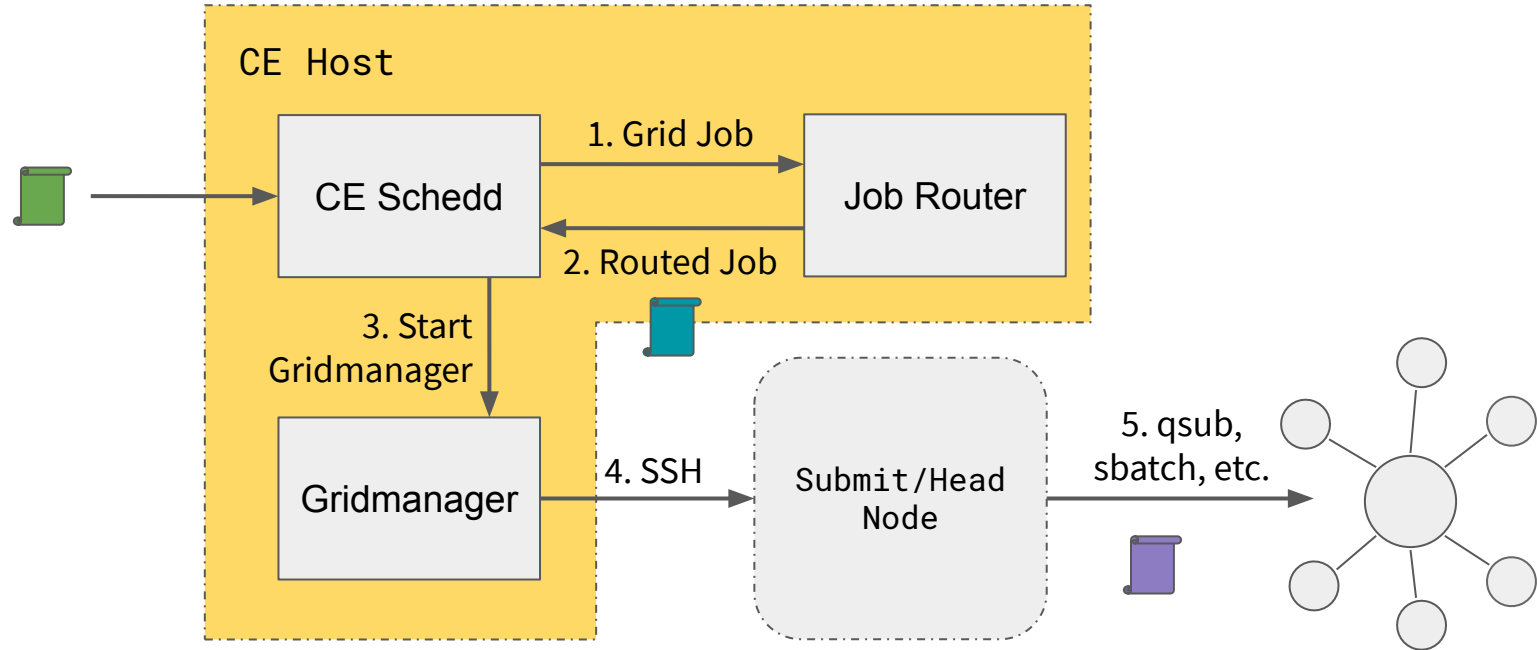 CE Host
1. Grid Job
CE Schedd
Job Router
2. Routed Job
3. Start
Gridmanager
Gridmanager
4. SSH
Submit/Head
Node
5. qsub,
sbatch, etc.